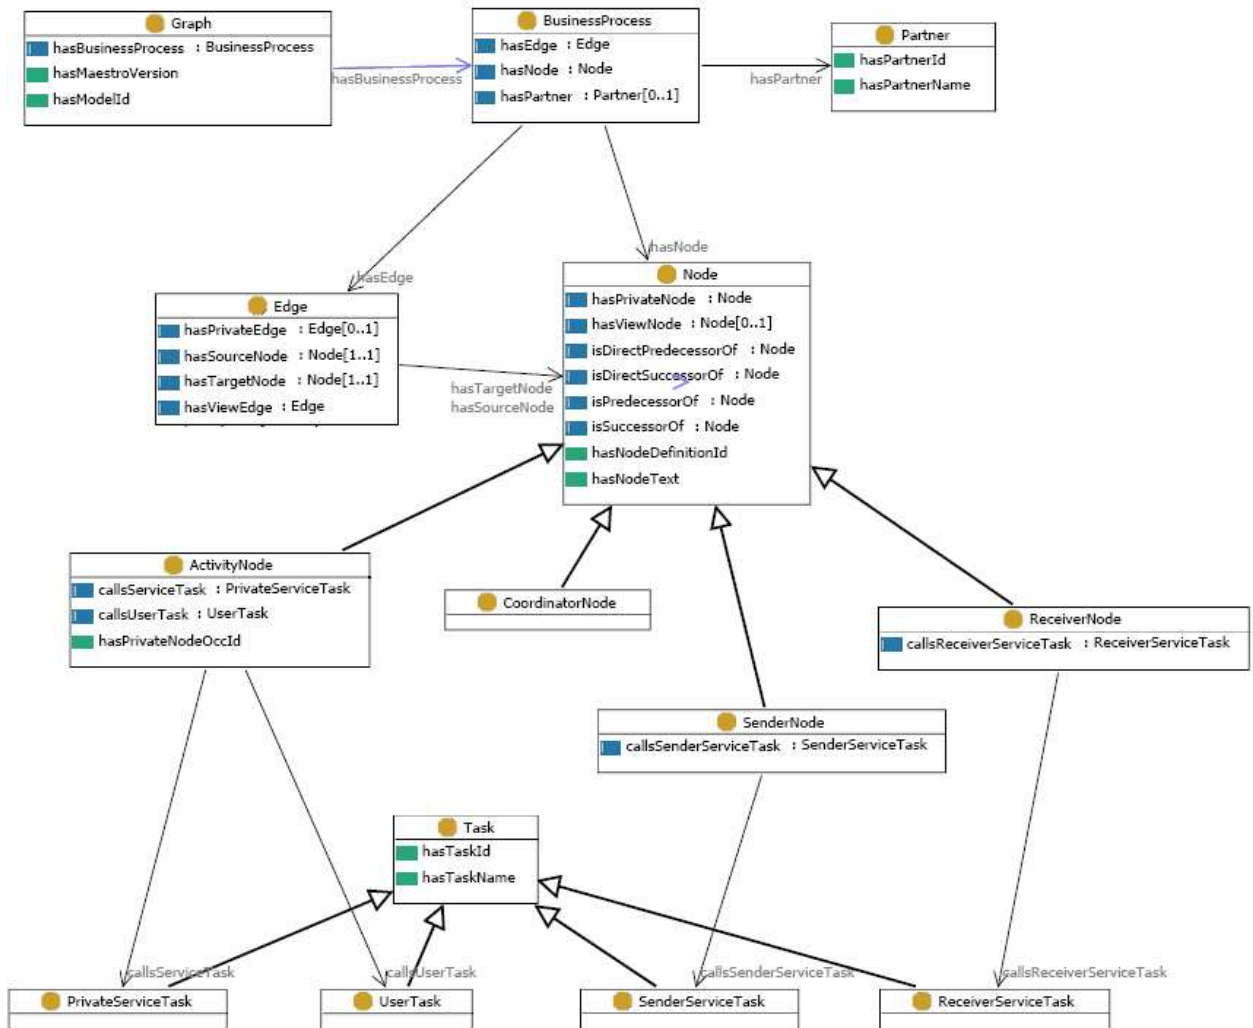 Graph
hasBusinessProcess : BusinessProcess
hasMaestroVersion
hasModelId
hasBusinessProcess
BusinessProcess
hasEdge : Edge
hasNode : Node
hasPartner : Partner[0..1]
hasPartner
Partner
hasPartnerId
hasPartnerName
hasEdge
hasNode
Edge
hasPrivateEdge : Edge[0..1]
hasSourceNode : Node[1..1]
hasTargetNode : Node[1..1]
hasViewEdge : Edge
hasTargetNode
hasSourceNode
Node
hasPrivateNode : Node
hasViewNode : Node[0..1]
isDirectPredecessorOf : Node
isDirectSuccessorOf : Node
isPredecessorOf : Node
isSuccessorOf : Node
hasNodeDefinitionId
hasNodeText
ActivityNode
callsServiceTask : PrivateServiceTask
callsUserTask : UserTask
hasPrivateNodeOccId
CoordinatorNode
ReceiverNode
callsReceiverServiceTask : ReceiverServiceTask
SenderNode
callsSenderServiceTask : SenderServiceTask
Task
hasTaskId
hasTaskName
callsServiceTask
callsUserTask
callsSenderServiceTask
callsReceiverServiceTask
PrivateServiceTask
UserTask
SenderServiceTask
ReceiverServiceTask